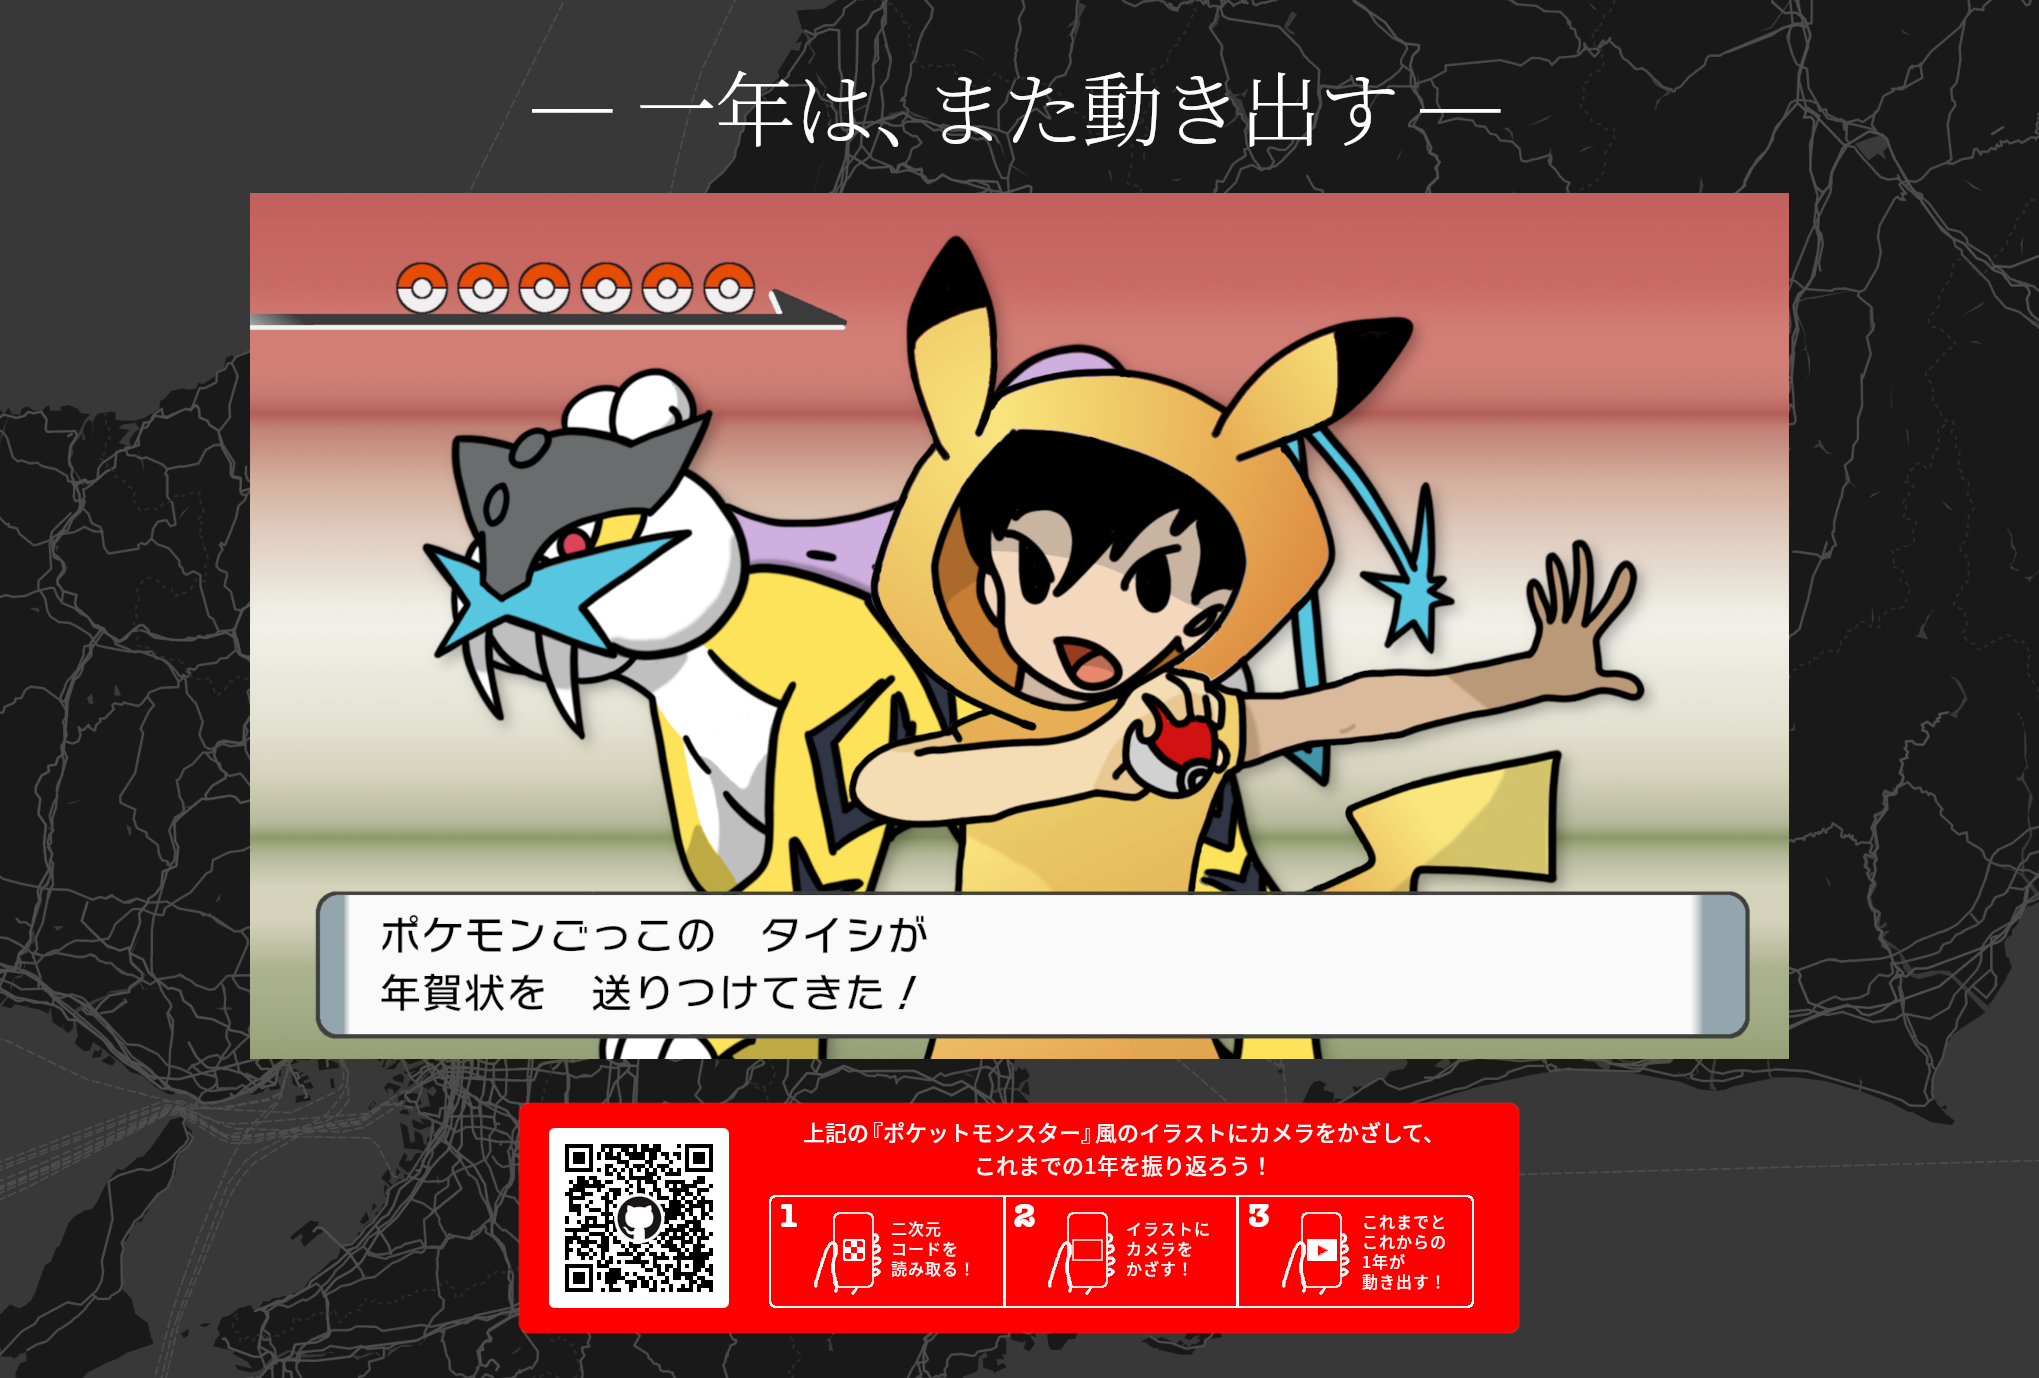 — 一年は、また動き出す —
ポケモンごっこの　タイシが
年賀状を　送りつけてきた！
上記の『ポケットモンスター』風のイラストにカメラをかざして、
これまでの1年を振り返ろう！
1
二次元
コードを
読み取る！
2
イラストに
カメラを
かざす！
3
これまでと
これからの
1年が
動き出す！